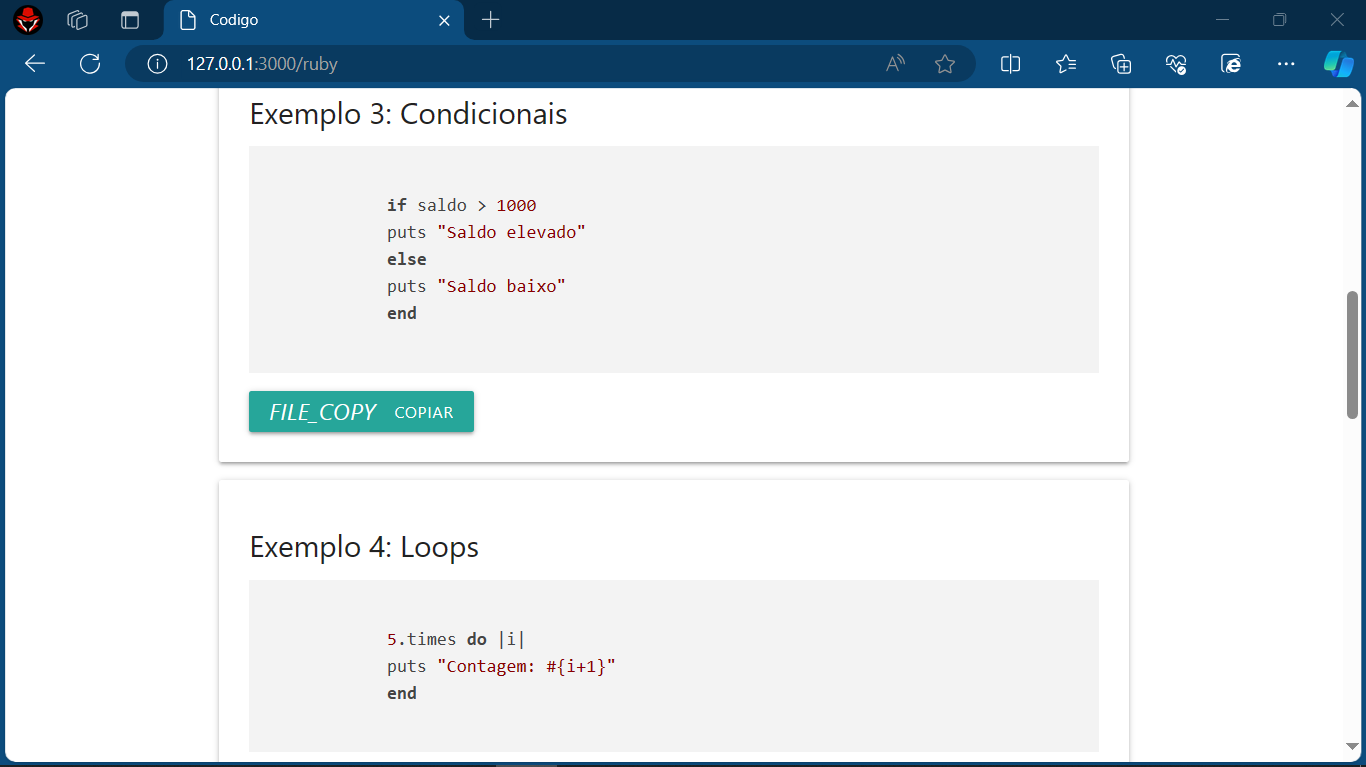 Codigo
127.0.0.1:3000/ruby
Exemplo 3: Condicionais
if saldo > 1000
puts "Saldo elevado"
else
puts "Saldo baixo"
end
FILE_COPY COPIAR
Exemplo 4: Loops
5.times do |i|
puts "Contagem: #{i+1}"
end